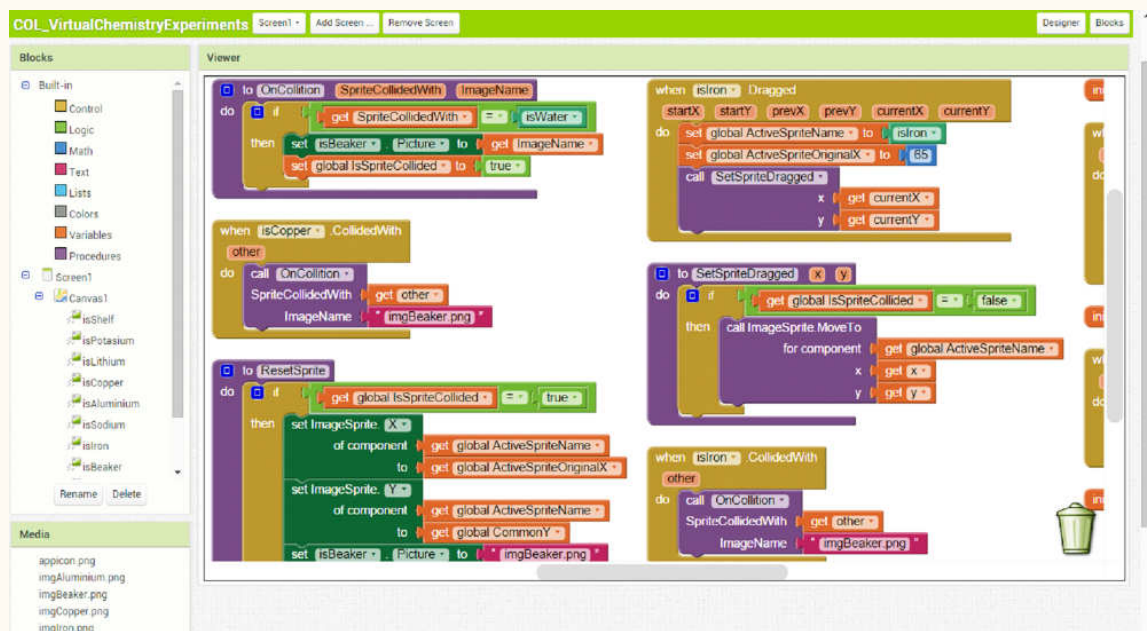 COL_VirtualChemistryExperiments Screen1 Add Screen ... Remove Screen Designer Blocks
Blocks
Built-in
Control
Logic
Math
Text
Lists
Colors
Variables
Procedures
Screen1
Canvas1
isShelf
isPotasium
isLithium
isCopper
isAluminium
isSodium
isIron
isBeaker
Rename Delete
Media
appicon.png
imgAluminium.png
imgBeaker.png
imgCopper.png
imgIron.png
Viewer
to OnCollition SpriteCollidedWith ImageName
do if get SpriteCollidedWith = isWater
then set isBeaker . Picture to get ImageName
set global IsSpriteCollided to true
when isCopper .CollidedWith
other
do call OnCollition
SpriteCollidedWith get other
ImageName " imgBeaker.png "
to ResetSprite
do if get global IsSpriteCollided = true
then set ImageSprite. X
of component get global ActiveSpriteName
to get global ActiveSpriteOriginalX
set ImageSprite. Y
of component get global ActiveSpriteName
to get global CommonY
set isBeaker . Picture to " imgBeaker.png "
when isIron .Dragged
startX startY prevX prevY currentX currentY
do set global ActiveSpriteName to isIron
set global ActiveSpriteOriginalX to 65
call SetSpriteDragged
x get currentX
y get currentY
to SetSpriteDragged x y
do if get global IsSpriteCollided = false
then call ImageSprite.MoveTo
for component get global ActiveSpriteName
x get x
y get y
when isIron .CollidedWith
other
do call OnCollition
SpriteCollidedWith get other
ImageName " imgBeaker.png "